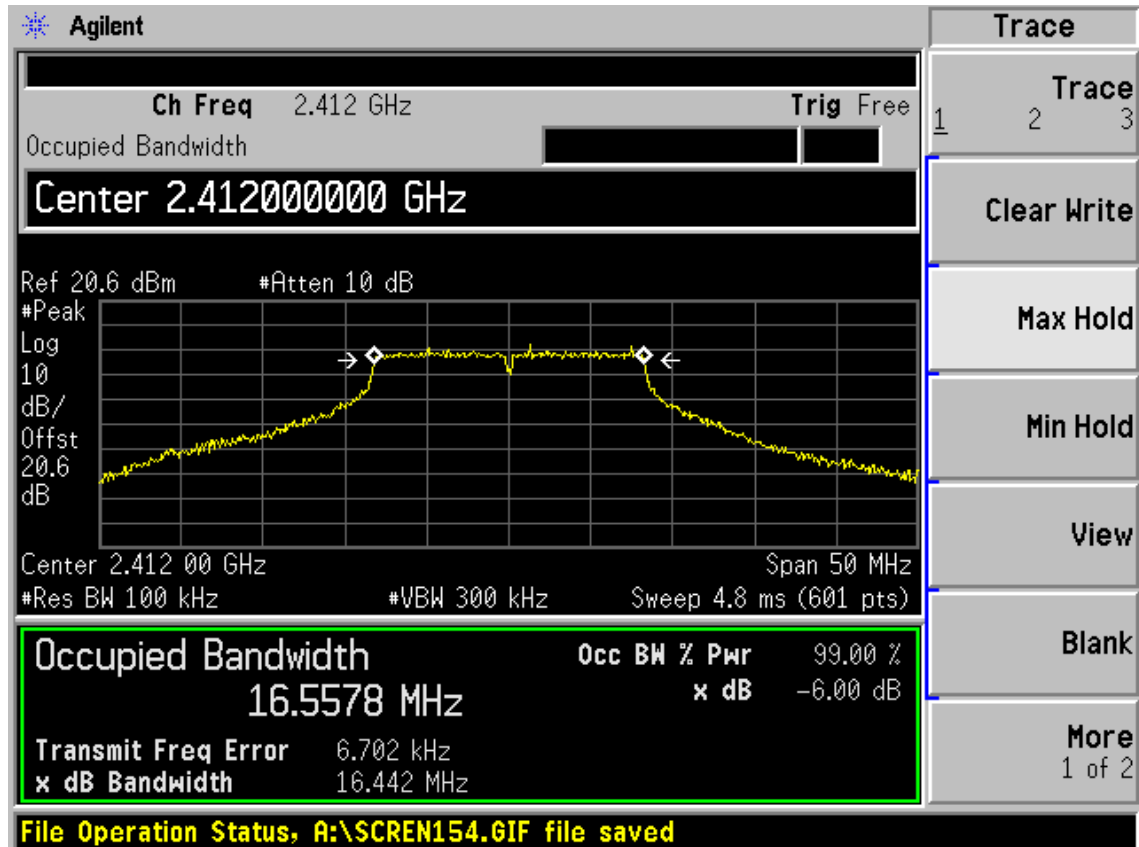 Agilent
Ch Freq 2.412 GHz Trig Free
Occupied Bandwidth
Center 2.412000000 GHz
Ref 20.6 dBm #Atten 10 dB
#Peak
Log
10
dB/
Offst
20.6
dB
Center 2.412 00 GHz Span 50 MHz
#Res BW 100 kHz #VBW 300 kHz Sweep 4.8 ms (601 pts)
Occupied Bandwidth
16.5578 MHz
Occ BW % Pwr 99.00 %
x dB -6.00 dB
Transmit Freq Error 6.702 kHz
x dB Bandwidth 16.442 MHz
File Operation Status, A:\SCREN154.GIF file saved
Trace
Trace
1 2 3
Clear Write
Max Hold
Min Hold
View
Blank
More
1 of 2